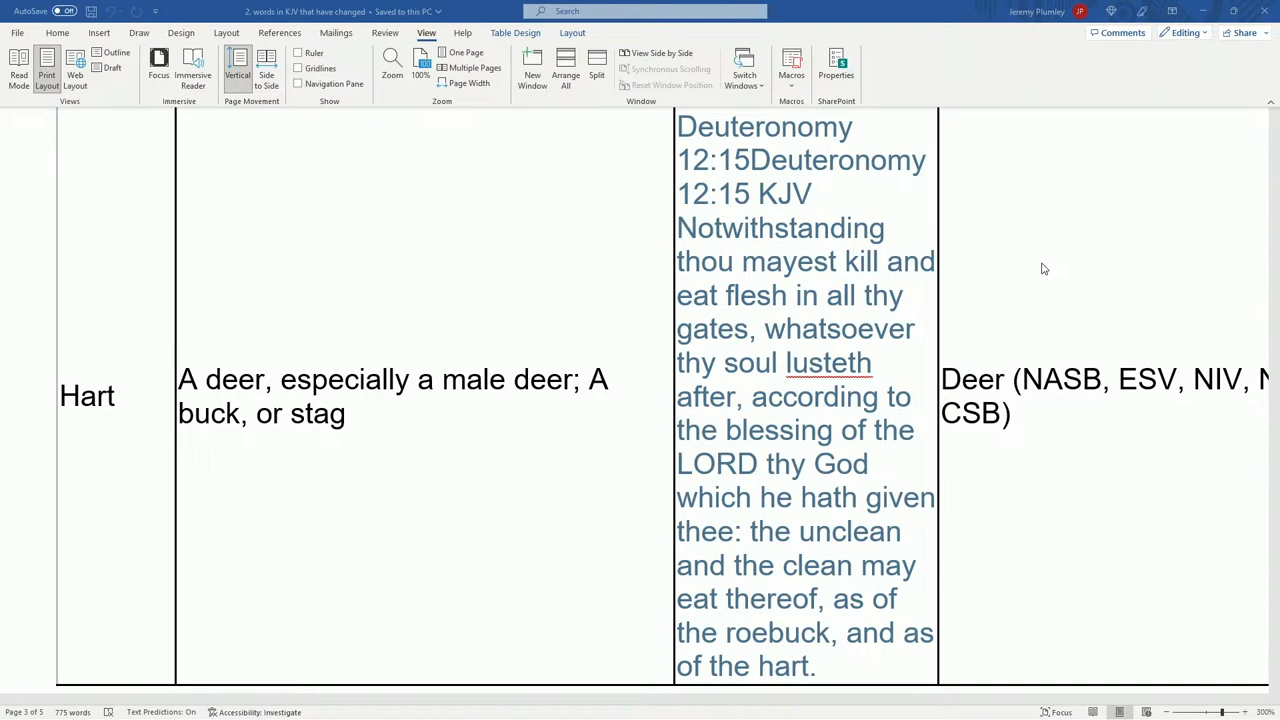 AutoSave Off 2. words in KJV that have changed • Saved to this PC Search Jeremy Plumley JP
File Home Insert Draw Design Layout References Mailings Review View Help Table Design Layout Comments Editing Share
Read Mode Print Layout Web Layout Outline Draft Focus Immersive Reader Vertical Side to Side Ruler Gridlines Navigation Pane Zoom 100% One Page Multiple Pages Page Width New Window Arrange All Split View Side by Side Synchronous Scrolling Reset Window Position Switch Windows Macros Properties
Views Immersive Page Movement Show Zoom Window Macros SharePoint
Hart
A deer, especially a male deer; A
buck, or stag
Deuteronomy
12:15Deuteronomy
12:15 KJV
Notwithstanding
thou mayest kill and
eat flesh in all thy
gates, whatsoever
thy soul lusteth
after, according to
the blessing of the
LORD thy God
which he hath given
thee: the unclean
and the clean may
eat thereof, as of
the roebuck, and as
of the hart.
Deer (NASB, ESV, NIV,
CSB)
Page 3 of 5 775 words Text Predictions: On Accessibility: Investigate Focus 300%